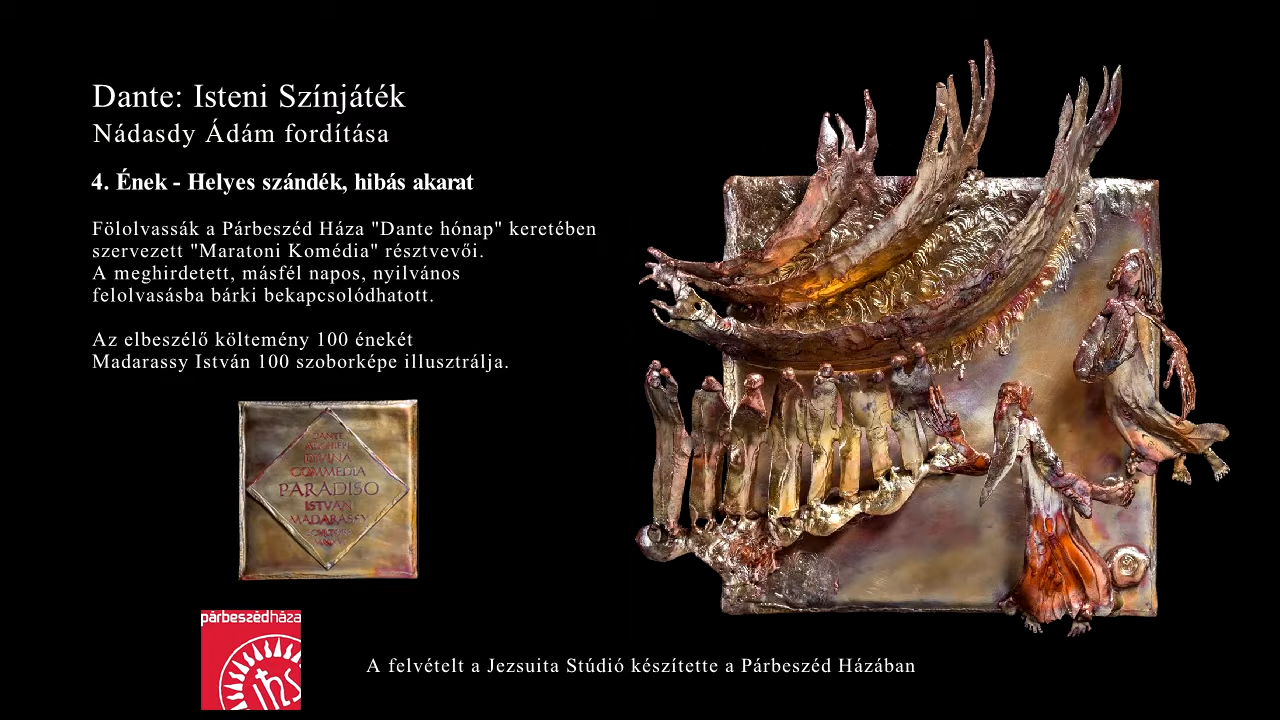 Dante: Isteni Színjáték
Nádasdy Ádám fordítása
4. Ének - Helyes szándék, hibás akarat
Fölolvassák a Párbeszéd Háza "Dante hónap" keretében
szervezett "Maratoni Komédia" résztvevői.
A meghirdetett, másfél napos, nyilvános
felolvasásba bárki bekapcsolódhatott.
Az elbeszélő költemény 100 énekét
Madarassy István 100 szoborképe illusztrálja.
DANTE
ALIGHIERI
DIVINA
COMMEDIA
PARADISO
ISTVÁN
MADARASSY
párbeszédháza
ihs
A felvételt a Jezsuita Stúdió készítette a Párbeszéd Házában